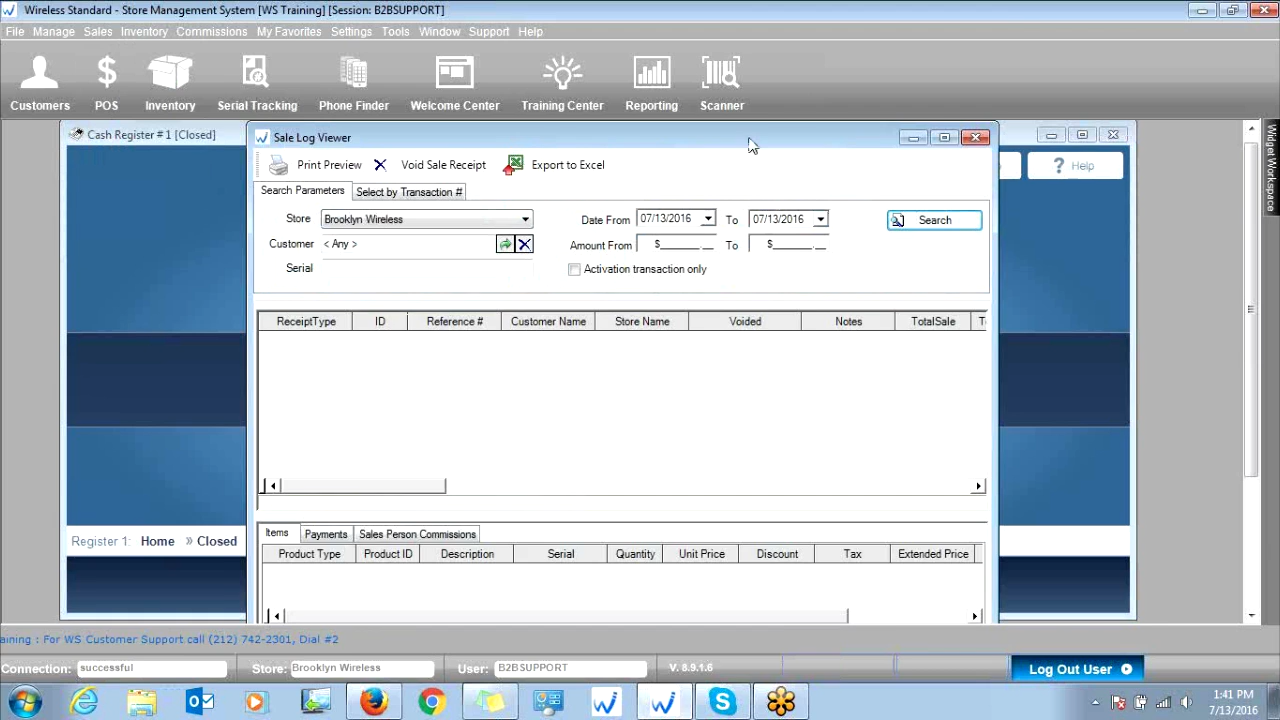 Wireless Standard - Store Management System [WS Training] [Session: B2BSUPPORT]
File Manage Sales Inventory Commissions My Favorites Settings Tools Window Support Help
Customers POS Inventory Serial Tracking Phone Finder Welcome Center Training Center Reporting Scanner
Cash Register # 1 [Closed]
Sale Log Viewer
Print Preview Void Sale Receipt Export to Excel
Help
Widget Workspace
Search Parameters Select by Transaction #
Store Brooklyn Wireless Date From 07/13/2016 To 07/13/2016 Search
Customer < Any > Amount From $_______.__ To $_______.__
Serial Activation transaction only
ReceiptType ID Reference # Customer Name Store Name Voided Notes TotalSale
Items Payments Sales Person Commissions
Register 1: Home » Closed
Product Type Product ID Description Serial Quantity Unit Price Discount Tax Extended Price
aining : For WS Customer Support call (212) 742-2301, Dial #2
Connection: successful Store: Brooklyn Wireless User: B2BSUPPORT V. 8.9.1.6 Log Out User
1:41 PM
7/13/2016